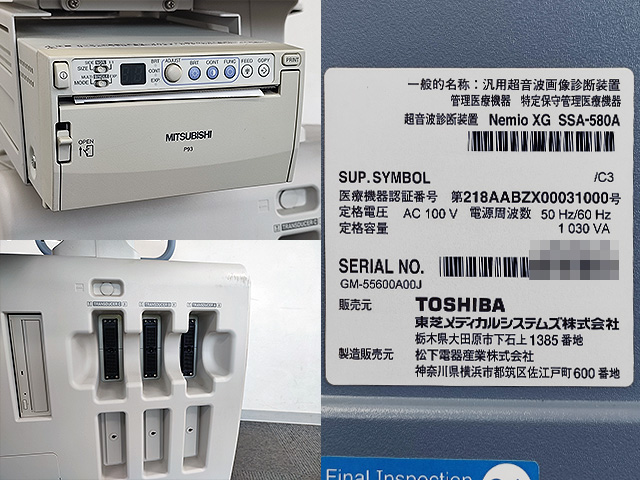 BRT
CONT
EXP
ADJUST
BRT
CONT
FUNC
FEED
COPY
PRINT
SIZE
MODE
OPEN
MITSUBISHI
P93
一般的名称：汎用超音波画像診断装置
管理医療機器 特定保守管理医療機器
超音波診断装置 Nemio XG SSA-580A
SUP. SYMBOL /C3
医療機器認証番号 第218AABZX00031000号
定格電圧 AC 100 V 電源周波数 50 Hz/60 Hz
定格容量 1 030 VA
SERIAL NO.
GM-55600A00J
販売元 TOSHIBA
東芝メディカルシステムズ株式会社
栃木県大田原市下石上1385番地
製造販売元 松下電器産業株式会社
神奈川県横浜市都筑区佐江戸町600番地
Final Inspection